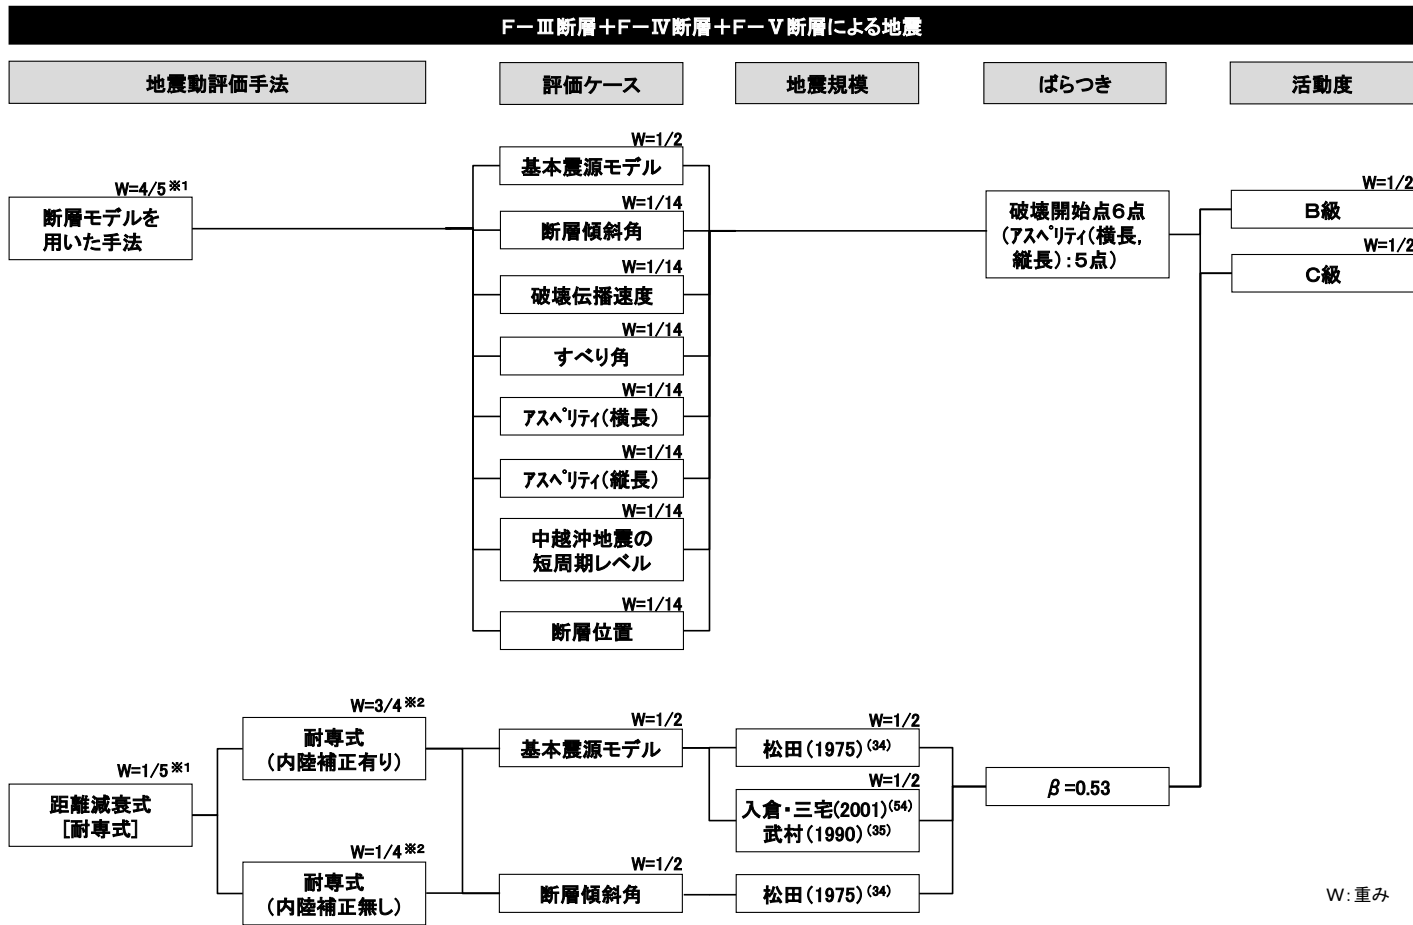 F-Ⅲ断層+F-Ⅳ断層+F-Ⅴ断層による地震
地震動評価手法
評価ケース
地震規模
ばらつき
活動度
W=4/5※1
断層モデルを
用いた手法
W=1/2
基本震源モデル
W=1/14
断層傾斜角
W=1/14
破壊伝播速度
W=1/14
すべり角
W=1/14
アスペリティ(横長)
W=1/14
アスペリティ(縦長)
W=1/14
中越沖地震の
短周期レベル
W=1/14
断層位置
破壊開始点6点
(アスペリティ(横長,
縦長):5点)
W=1/2
B級
W=1/2
C級
W=1/5※1
距離減衰式
[耐専式]
W=3/4※2
耐専式
(内陸補正有り)
W=1/4※2
耐専式
(内陸補正無し)
W=1/2
基本震源モデル
W=1/2
断層傾斜角
W=1/2
松田(1975)(34)
W=1/2
入倉・三宅(2001)(54)
武村(1990)(35)
松田(1975)(34)
β=0.53
W:重み